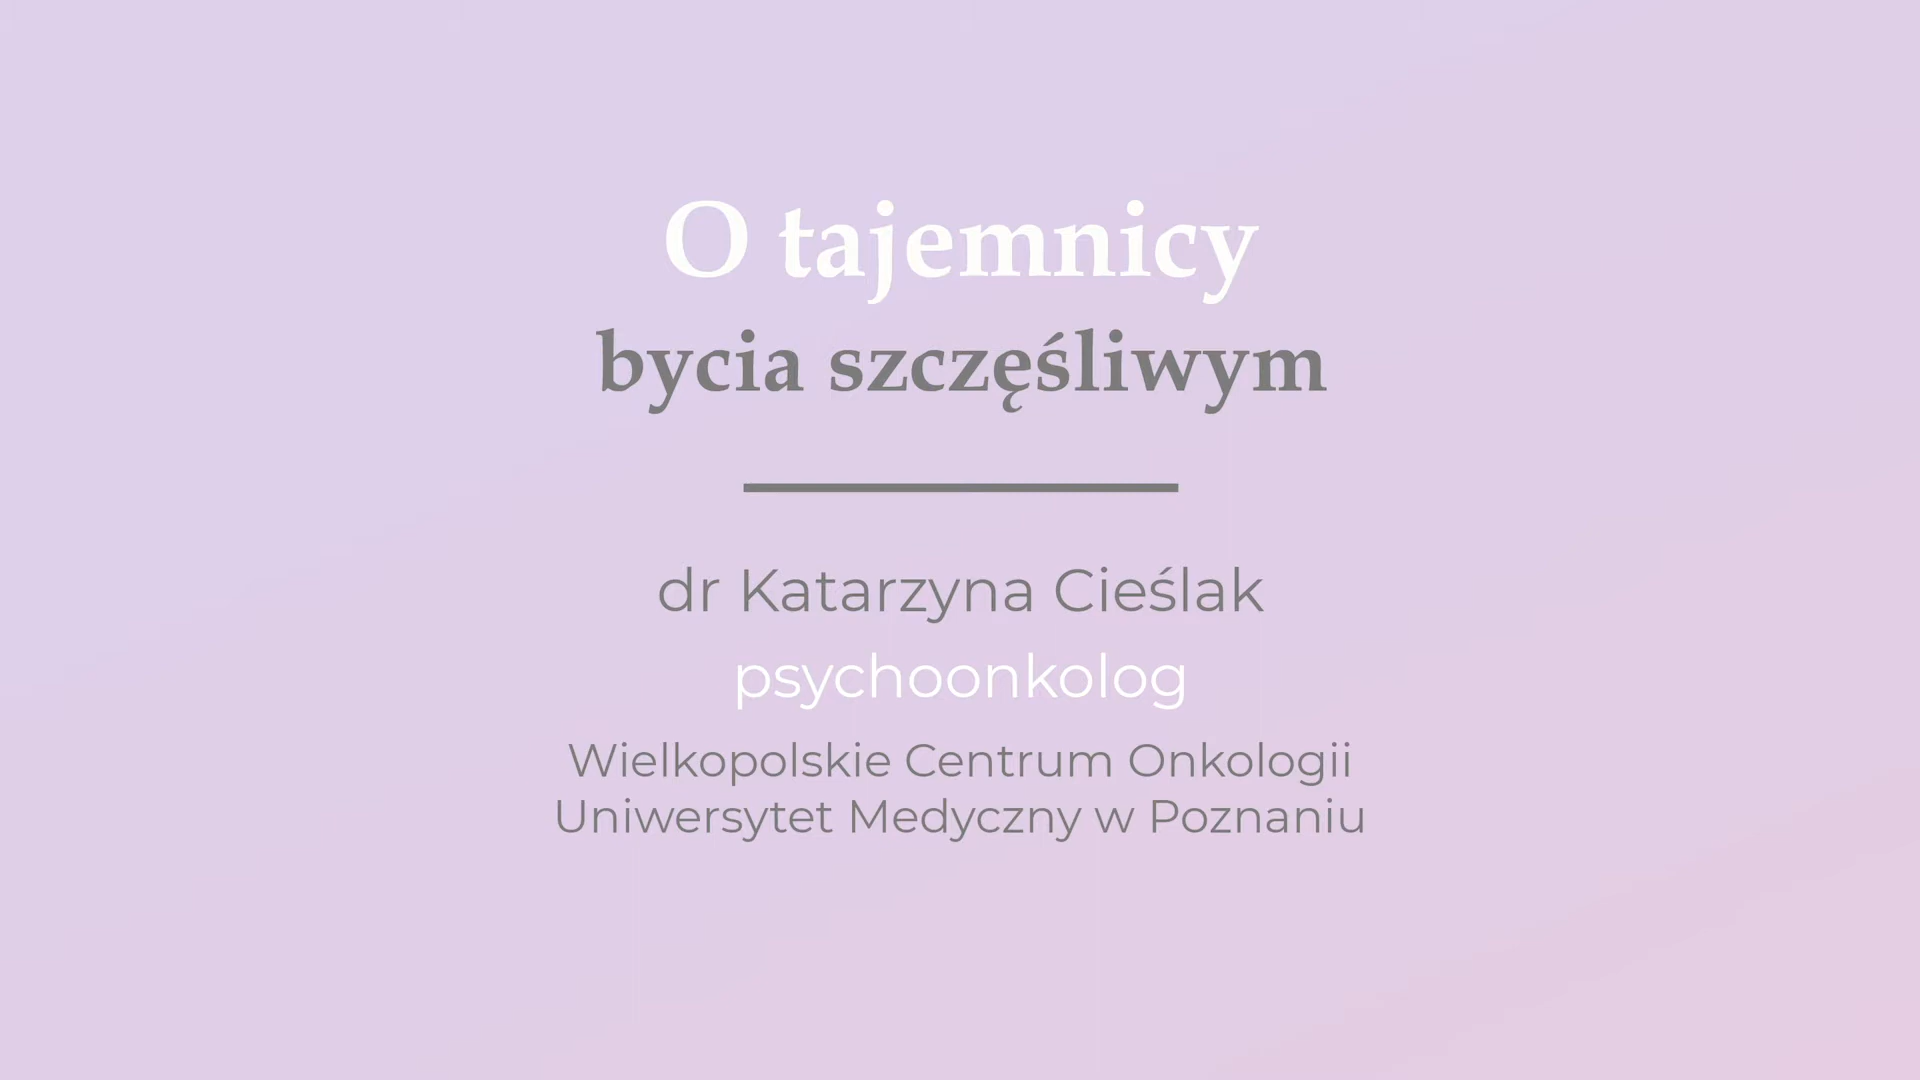 O tajemnicy
bycia szczęśliwym
dr Katarzyna Cieślak
psychoonkolog
Wielkopolskie Centrum Onkologii
Uniwersytet Medyczny w Poznaniu